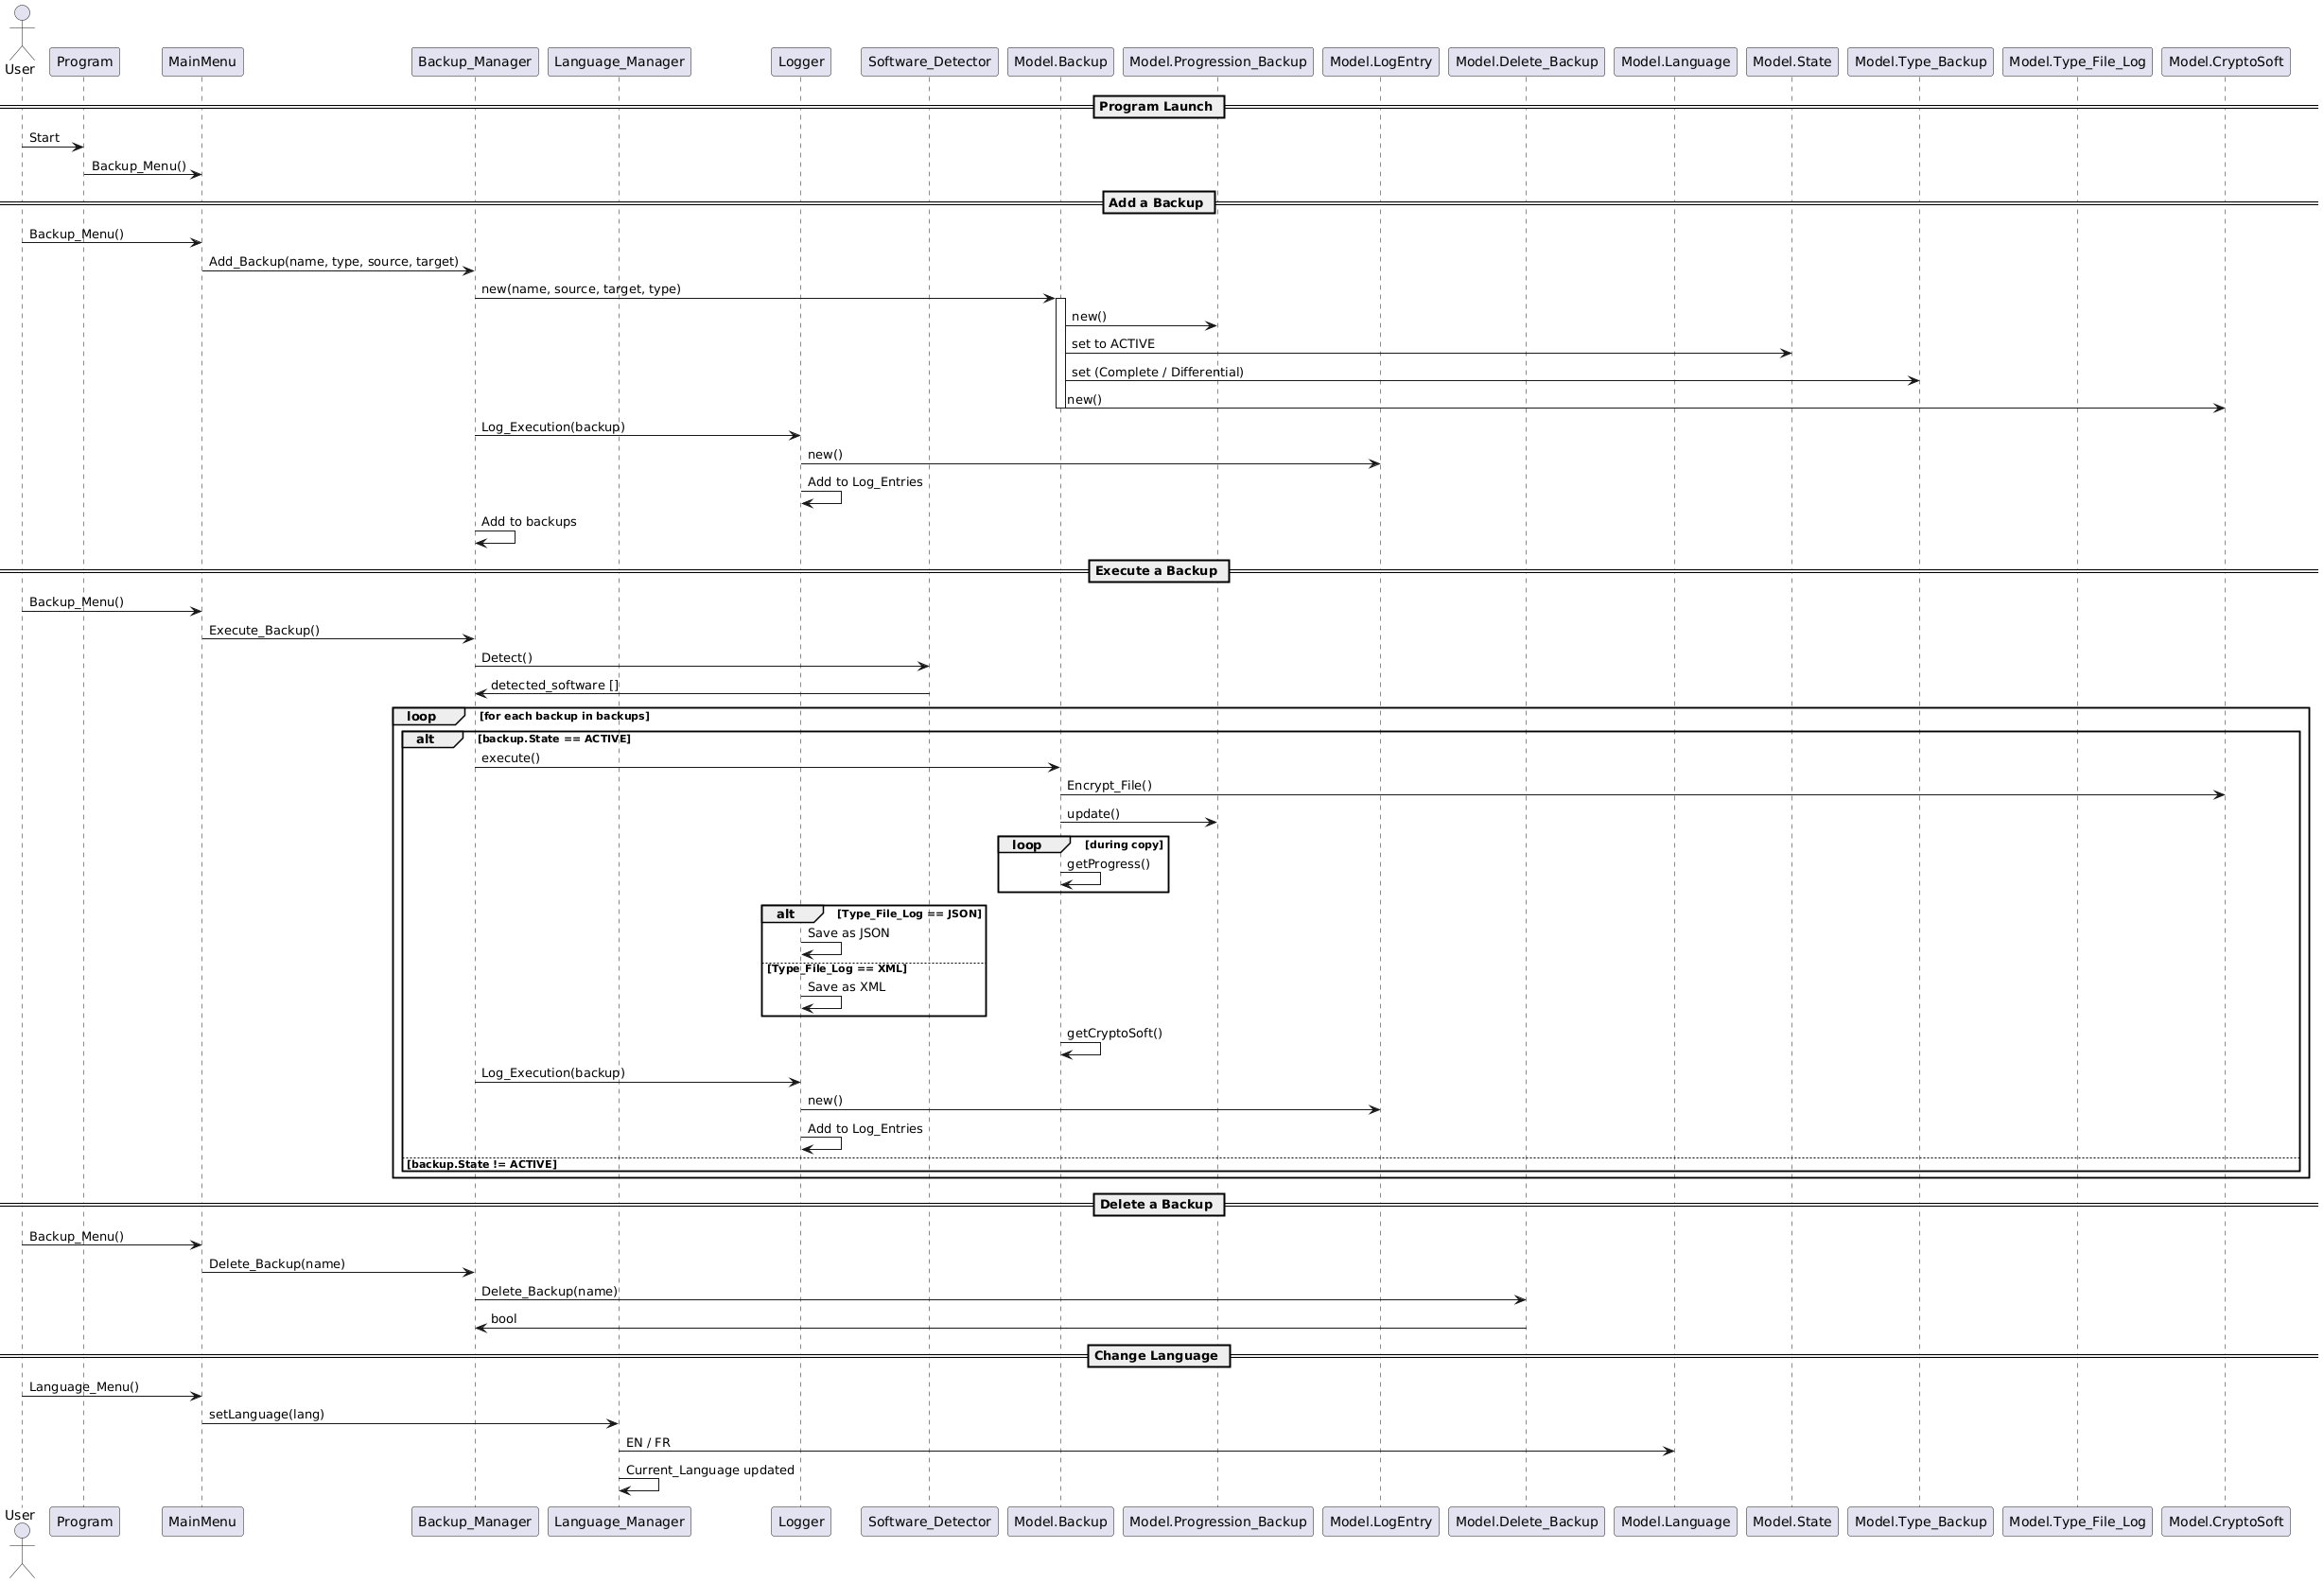 User
Program
MainMenu
Backup_Manager
Language_Manager
Logger
Software_Detector
Model.Backup
Model.Progression_Backup
Model.LogEntry
Model.Delete_Backup
Model.Language
Model.State
Model.Type_Backup
Model.Type_File_Log
Model.CryptoSoft
Program Launch
Start
Backup_Menu()
Add a Backup
Backup_Menu()
Add_Backup(name, type, source, target)
new(name, source, target, type)
new()
set to ACTIVE
set (Complete / Differential)
new()
Log_Execution(backup)
new()
Add to Log_Entries
Add to backups
Execute a Backup
Backup_Menu()
Execute_Backup()
Detect()
detected_software []
loop [for each backup in backups]
alt [backup.State == ACTIVE]
execute()
Encrypt_File()
update()
loop [during copy]
getProgress()
alt [Type_File_Log == JSON]
Save as JSON
[Type_File_Log == XML]
Save as XML
getCryptoSoft()
Log_Execution(backup)
new()
Add to Log_Entries
[backup.State != ACTIVE]
Delete a Backup
Backup_Menu()
Delete_Backup(name)
Delete_Backup(name)
bool
Change Language
Language_Menu()
setLanguage(lang)
EN / FR
Current_Language updated
User
Program
MainMenu
Backup_Manager
Language_Manager
Logger
Software_Detector
Model.Backup
Model.Progression_Backup
Model.LogEntry
Model.Delete_Backup
Model.Language
Model.State
Model.Type_Backup
Model.Type_File_Log
Model.CryptoSoft